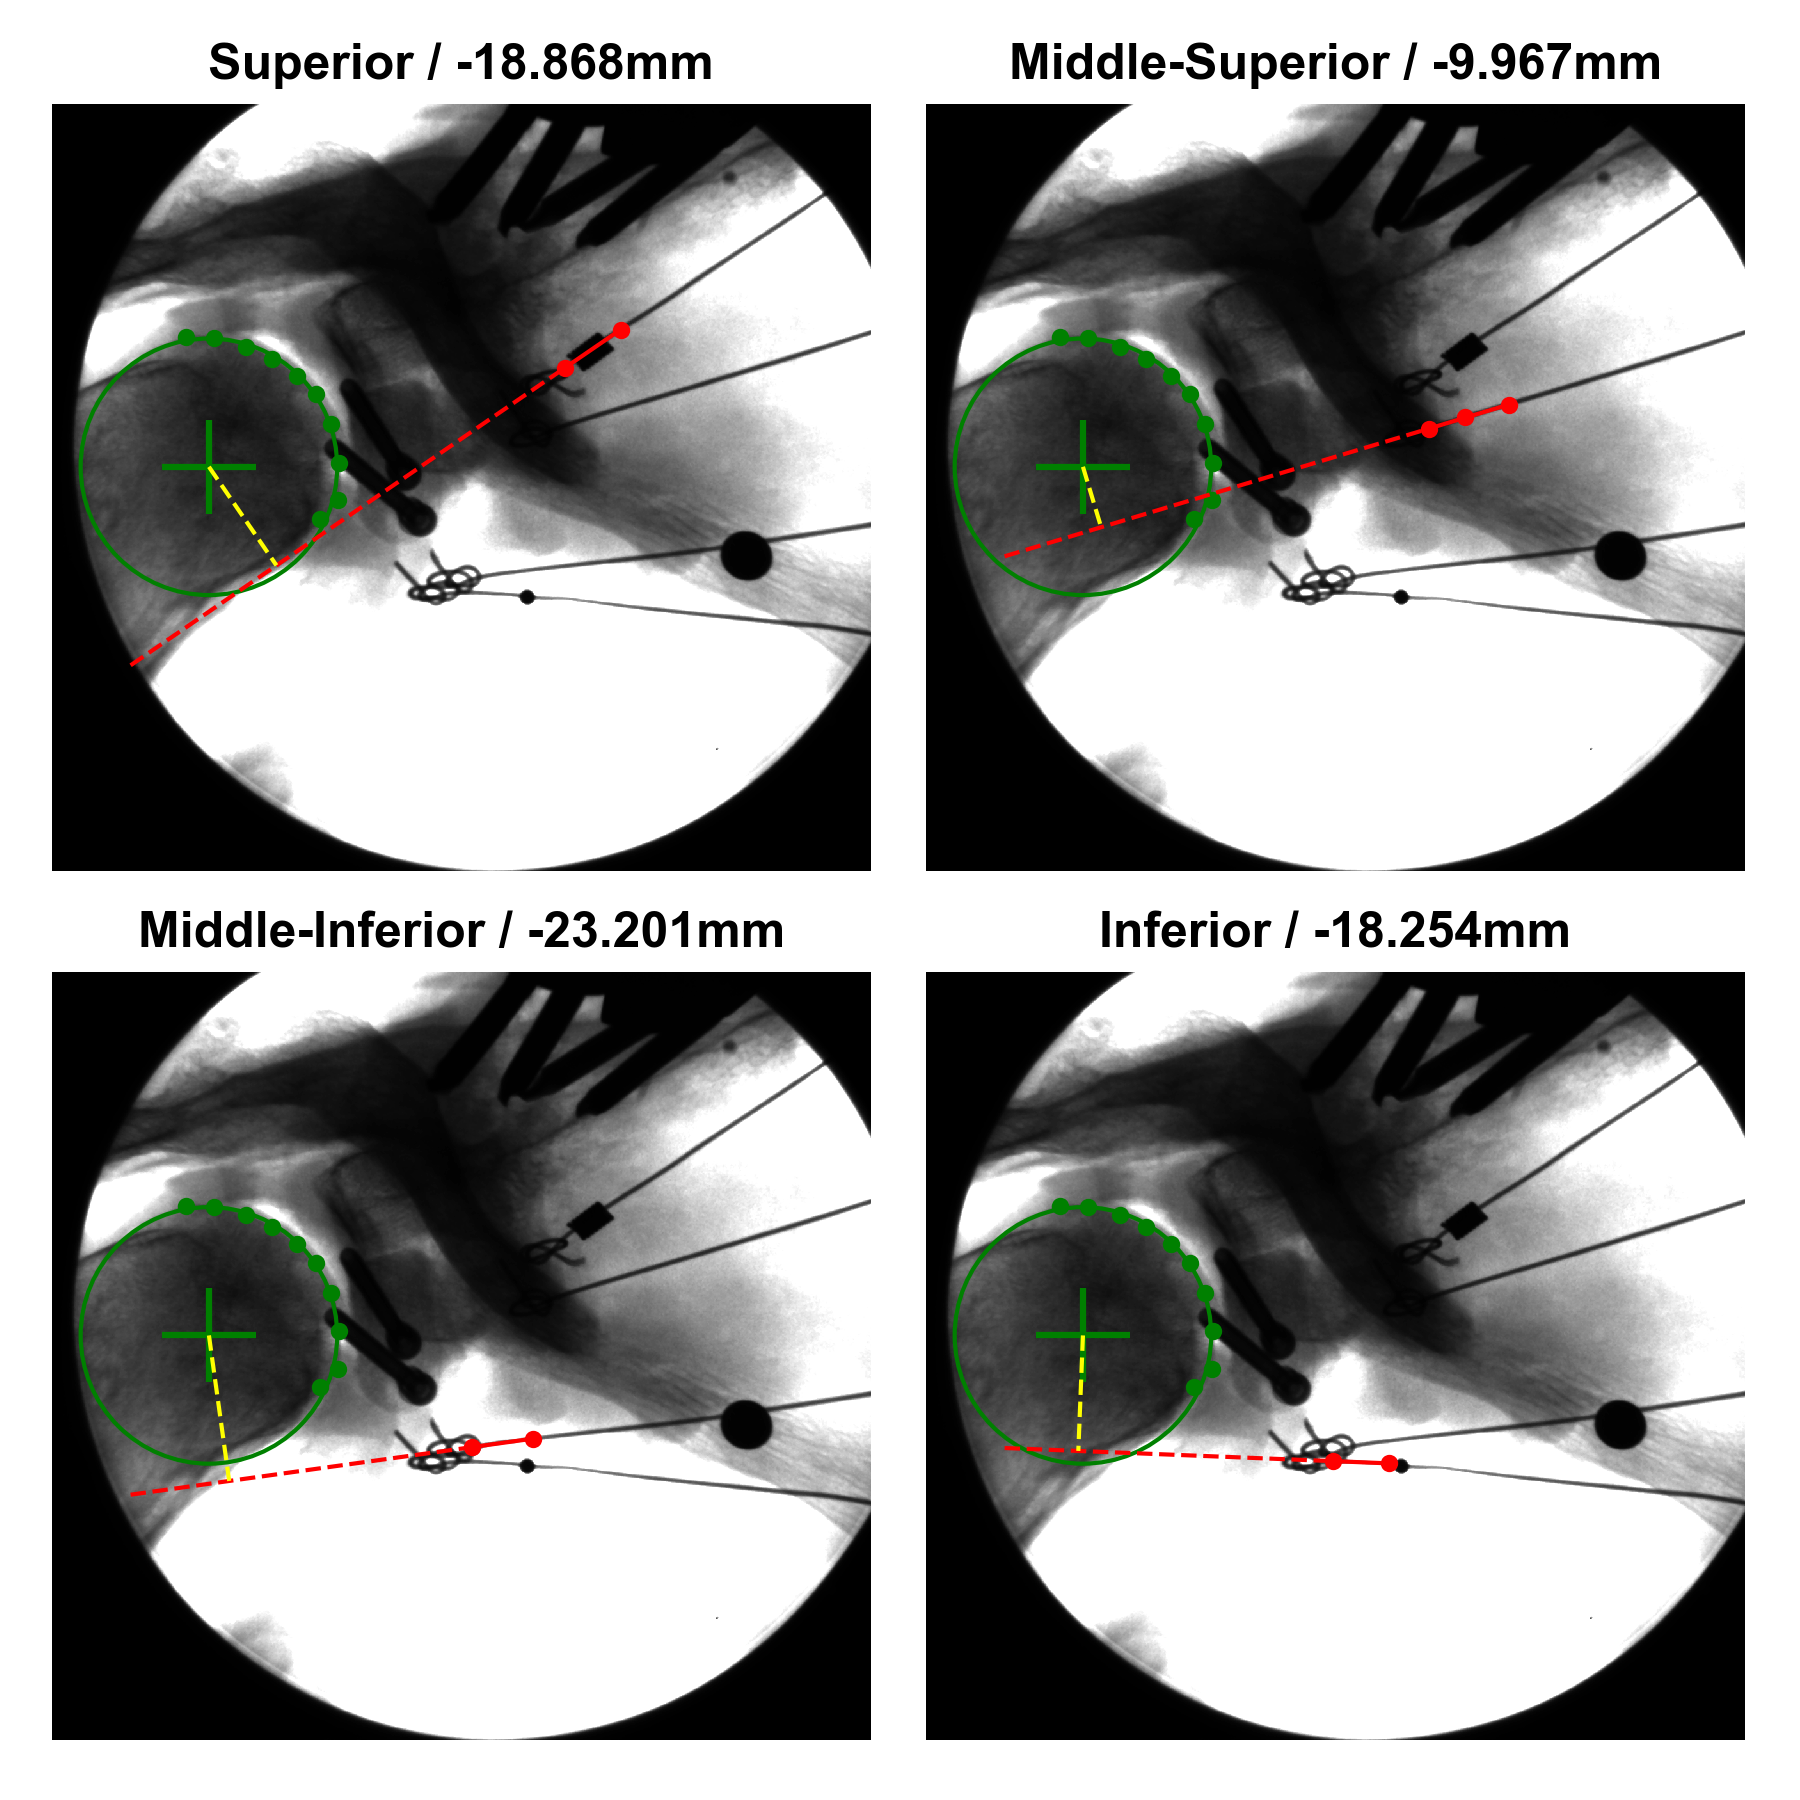 Superior / -18.868mm
Middle-Superior / -9.967mm
Middle-Inferior / -23.201mm
Inferior / -18.254mm